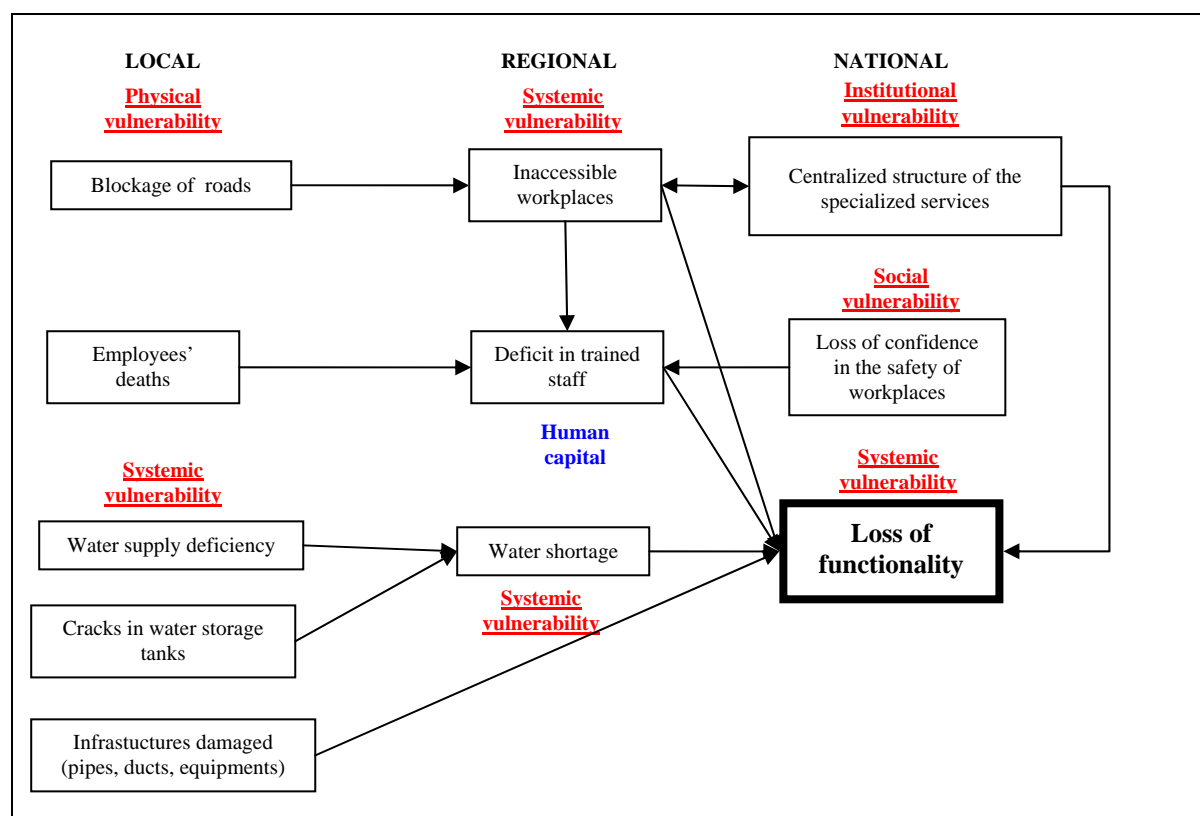 LOCAL
REGIONAL
NATIONAL
Physical
vulnerability
Systemic
vulnerability
Institutional
vulnerability
Blockage of roads
Inaccessible
workplaces
Centralized structure of the
specialized services
Social
vulnerability
Employees’
deaths
Deficit in trained
staff
Loss of confidence
in the safety of
workplaces
Human
capital
Systemic
vulnerability
Systemic
vulnerability
Water supply deficiency
Water shortage
Loss of
functionality
Systemic
vulnerability
Cracks in water storage
tanks
Infrastuctures damaged
(pipes, ducts, equipments)